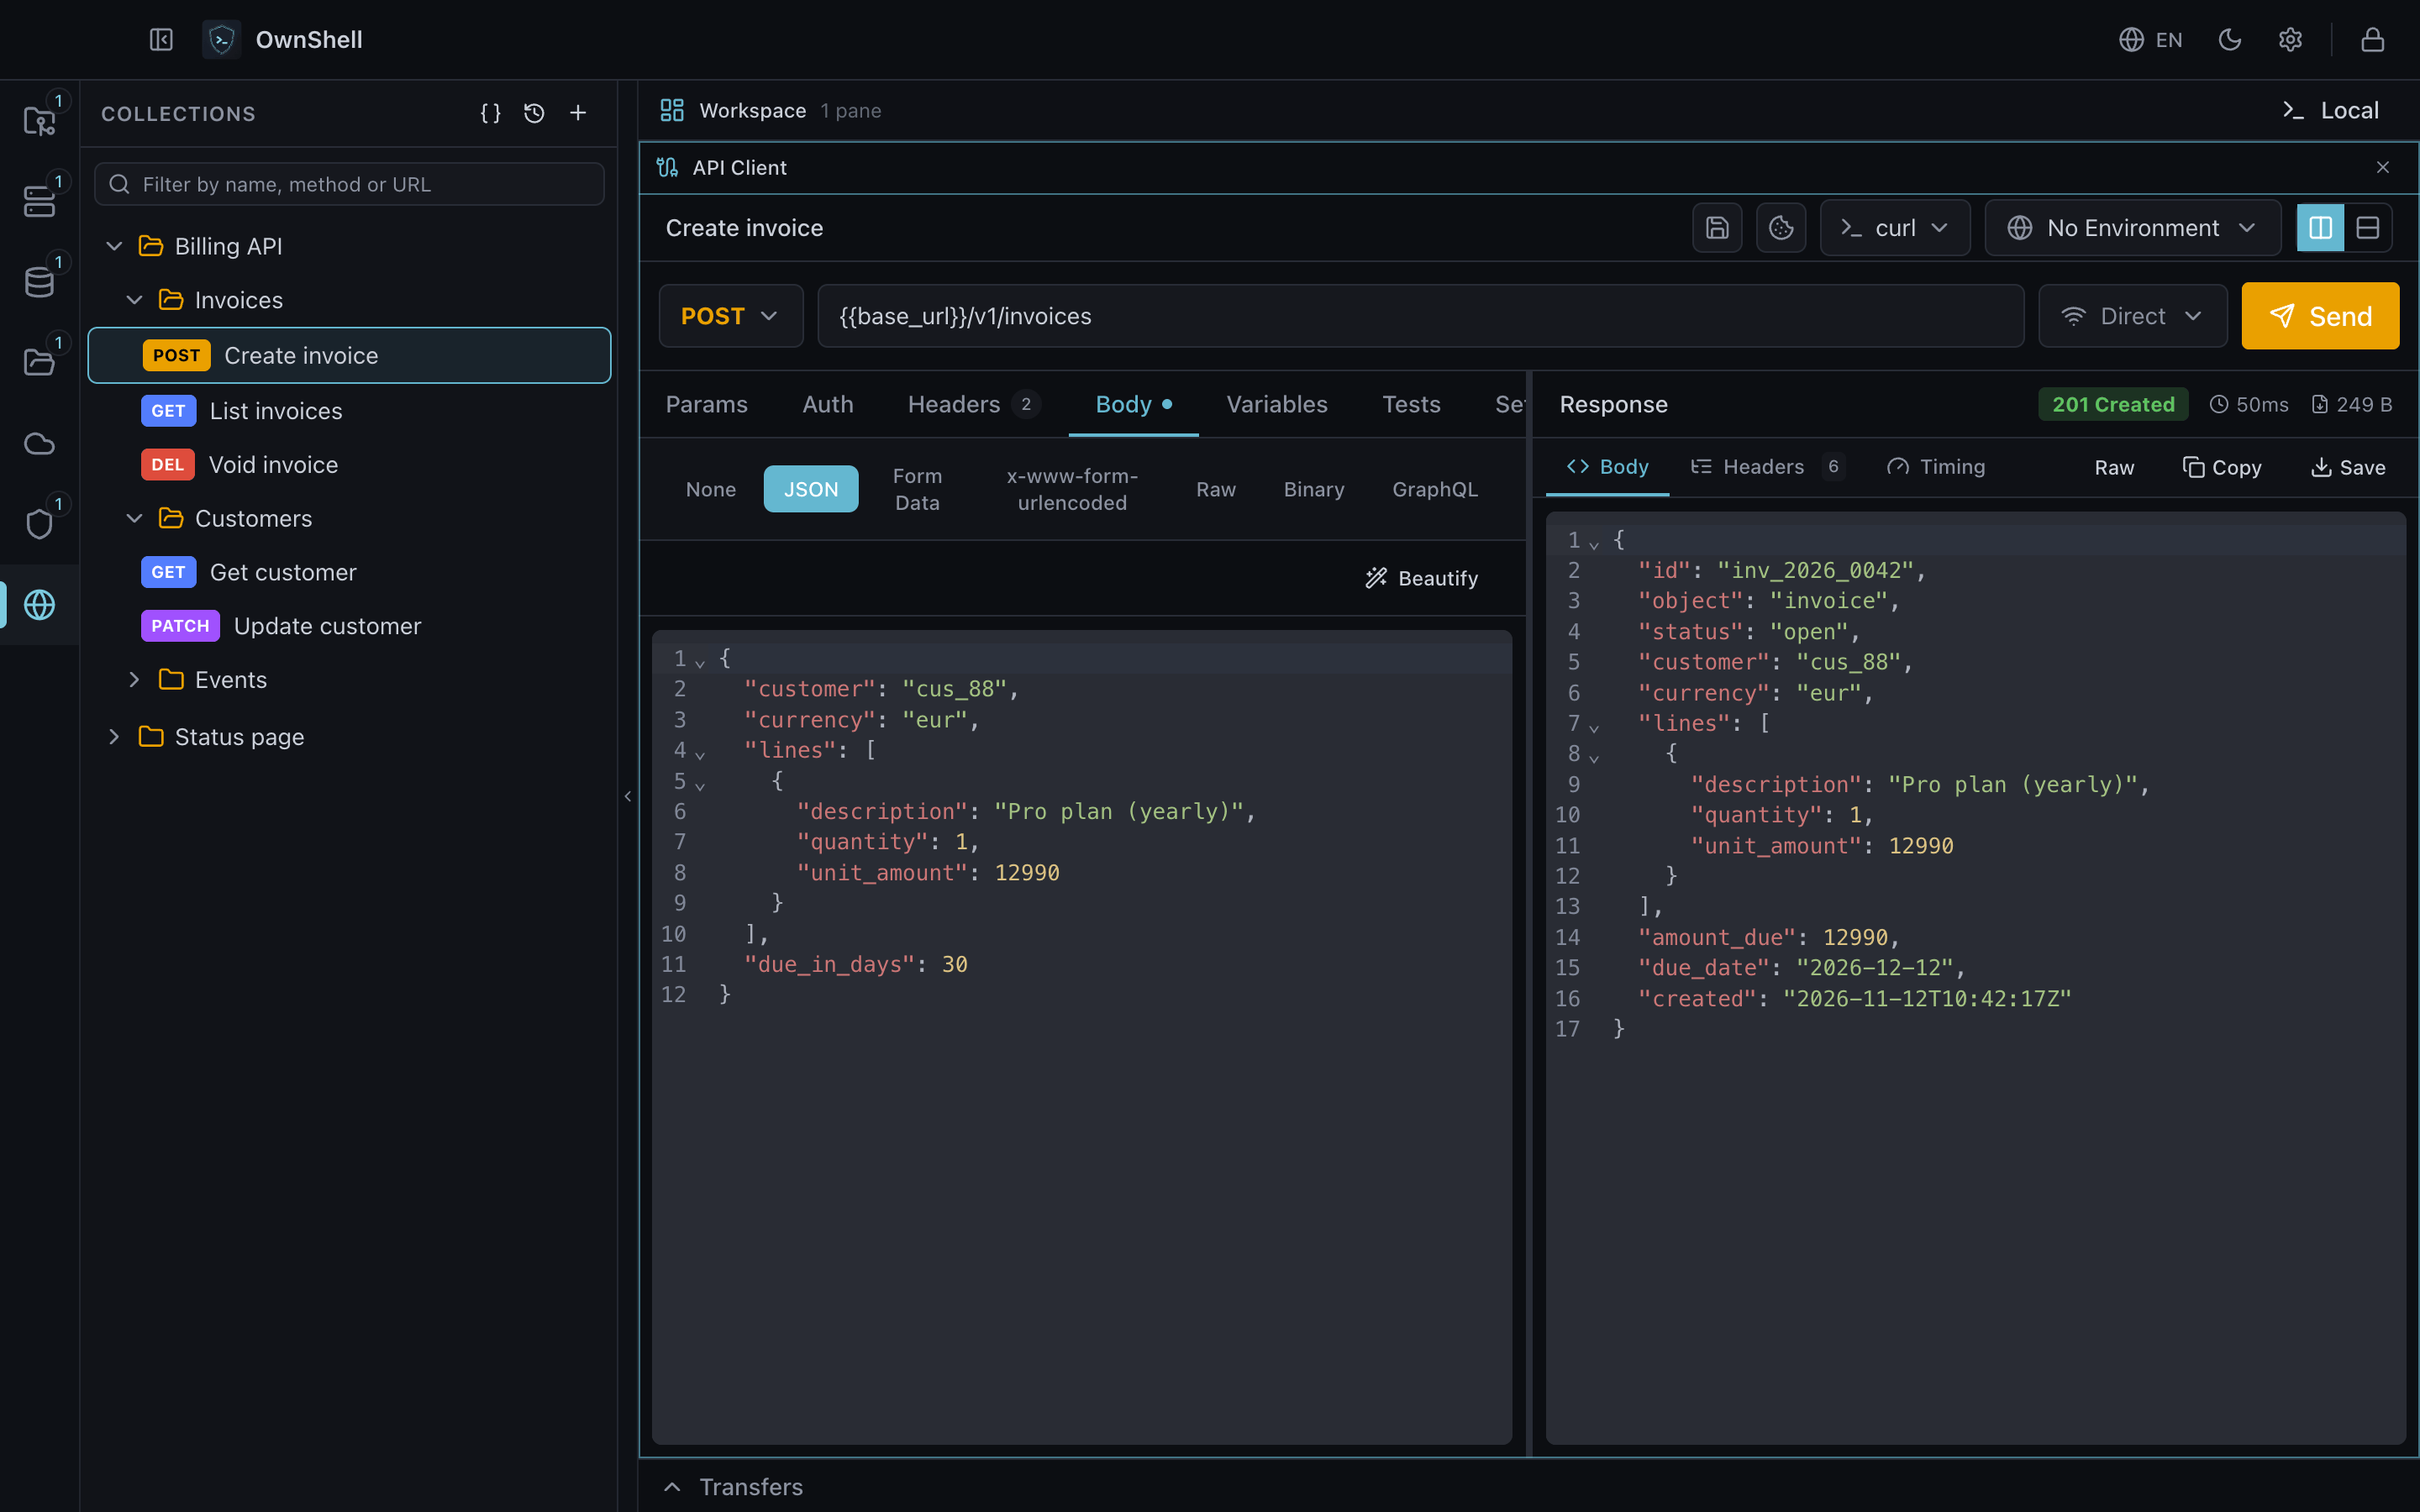 OwnShell
EN
1
1
1
1
1
COLLECTIONS
Filter by name, method or URL
Billing API
Invoices
POST Create invoice
GET List invoices
DEL Void invoice
Customers
GET Get customer
PATCH Update customer
Events
Status page
Workspace 1 pane
Local
API Client
Create invoice
curl
No Environment
POST
{{base_url}}/v1/invoices
Direct
Send
Params Auth Headers 2 Body Variables Tests Set
None JSON Form Data x-www-form-urlencoded Raw Binary GraphQL
Beautify
1 {
2 "customer": "cus_88",
3 "currency": "eur",
4 "lines": [
5 {
6 "description": "Pro plan (yearly)",
7 "quantity": 1,
8 "unit_amount": 12990
9 }
10 ],
11 "due_in_days": 30
12 }
Response
201 Created 50ms 249 B
Body Headers 6 Timing Raw Copy Save
1 {
2 "id": "inv_2026_0042",
3 "object": "invoice",
4 "status": "open",
5 "customer": "cus_88",
6 "currency": "eur",
7 "lines": [
8 {
9 "description": "Pro plan (yearly)",
10 "quantity": 1,
11 "unit_amount": 12990
12 }
13 ],
14 "amount_due": 12990,
15 "due_date": "2026-12-12",
16 "created": "2026-11-12T10:42:17Z"
17 }
Transfers